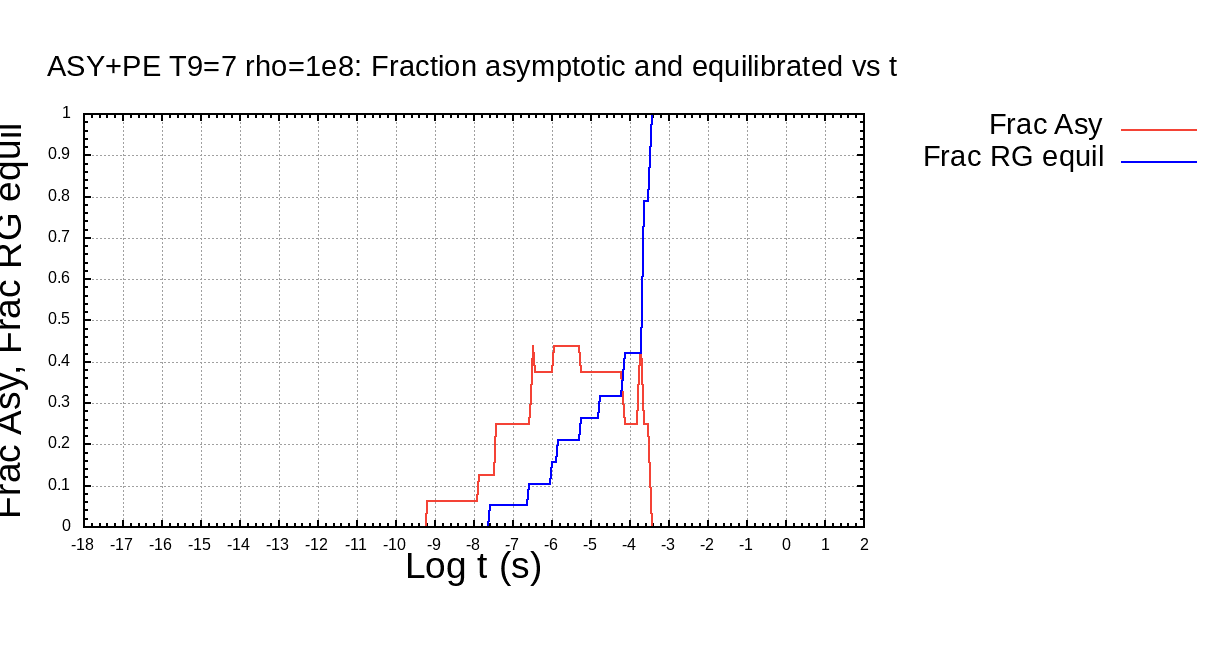 ASY+PE T9=7 rho=1e8: Fraction asymptotic and equilibrated vs t
Frac Asy
Frac RG equil
Frac Asy, Frac RG equil
1
0.9
0.8
0.7
0.6
0.5
0.4
0.3
0.2
0.1
0
-18 -17 -16 -15 -14 -13 -12 -11 -10 -9 -8 -7 -6 -5 -4 -3 -2 -1 0 1 2
Log t (s)